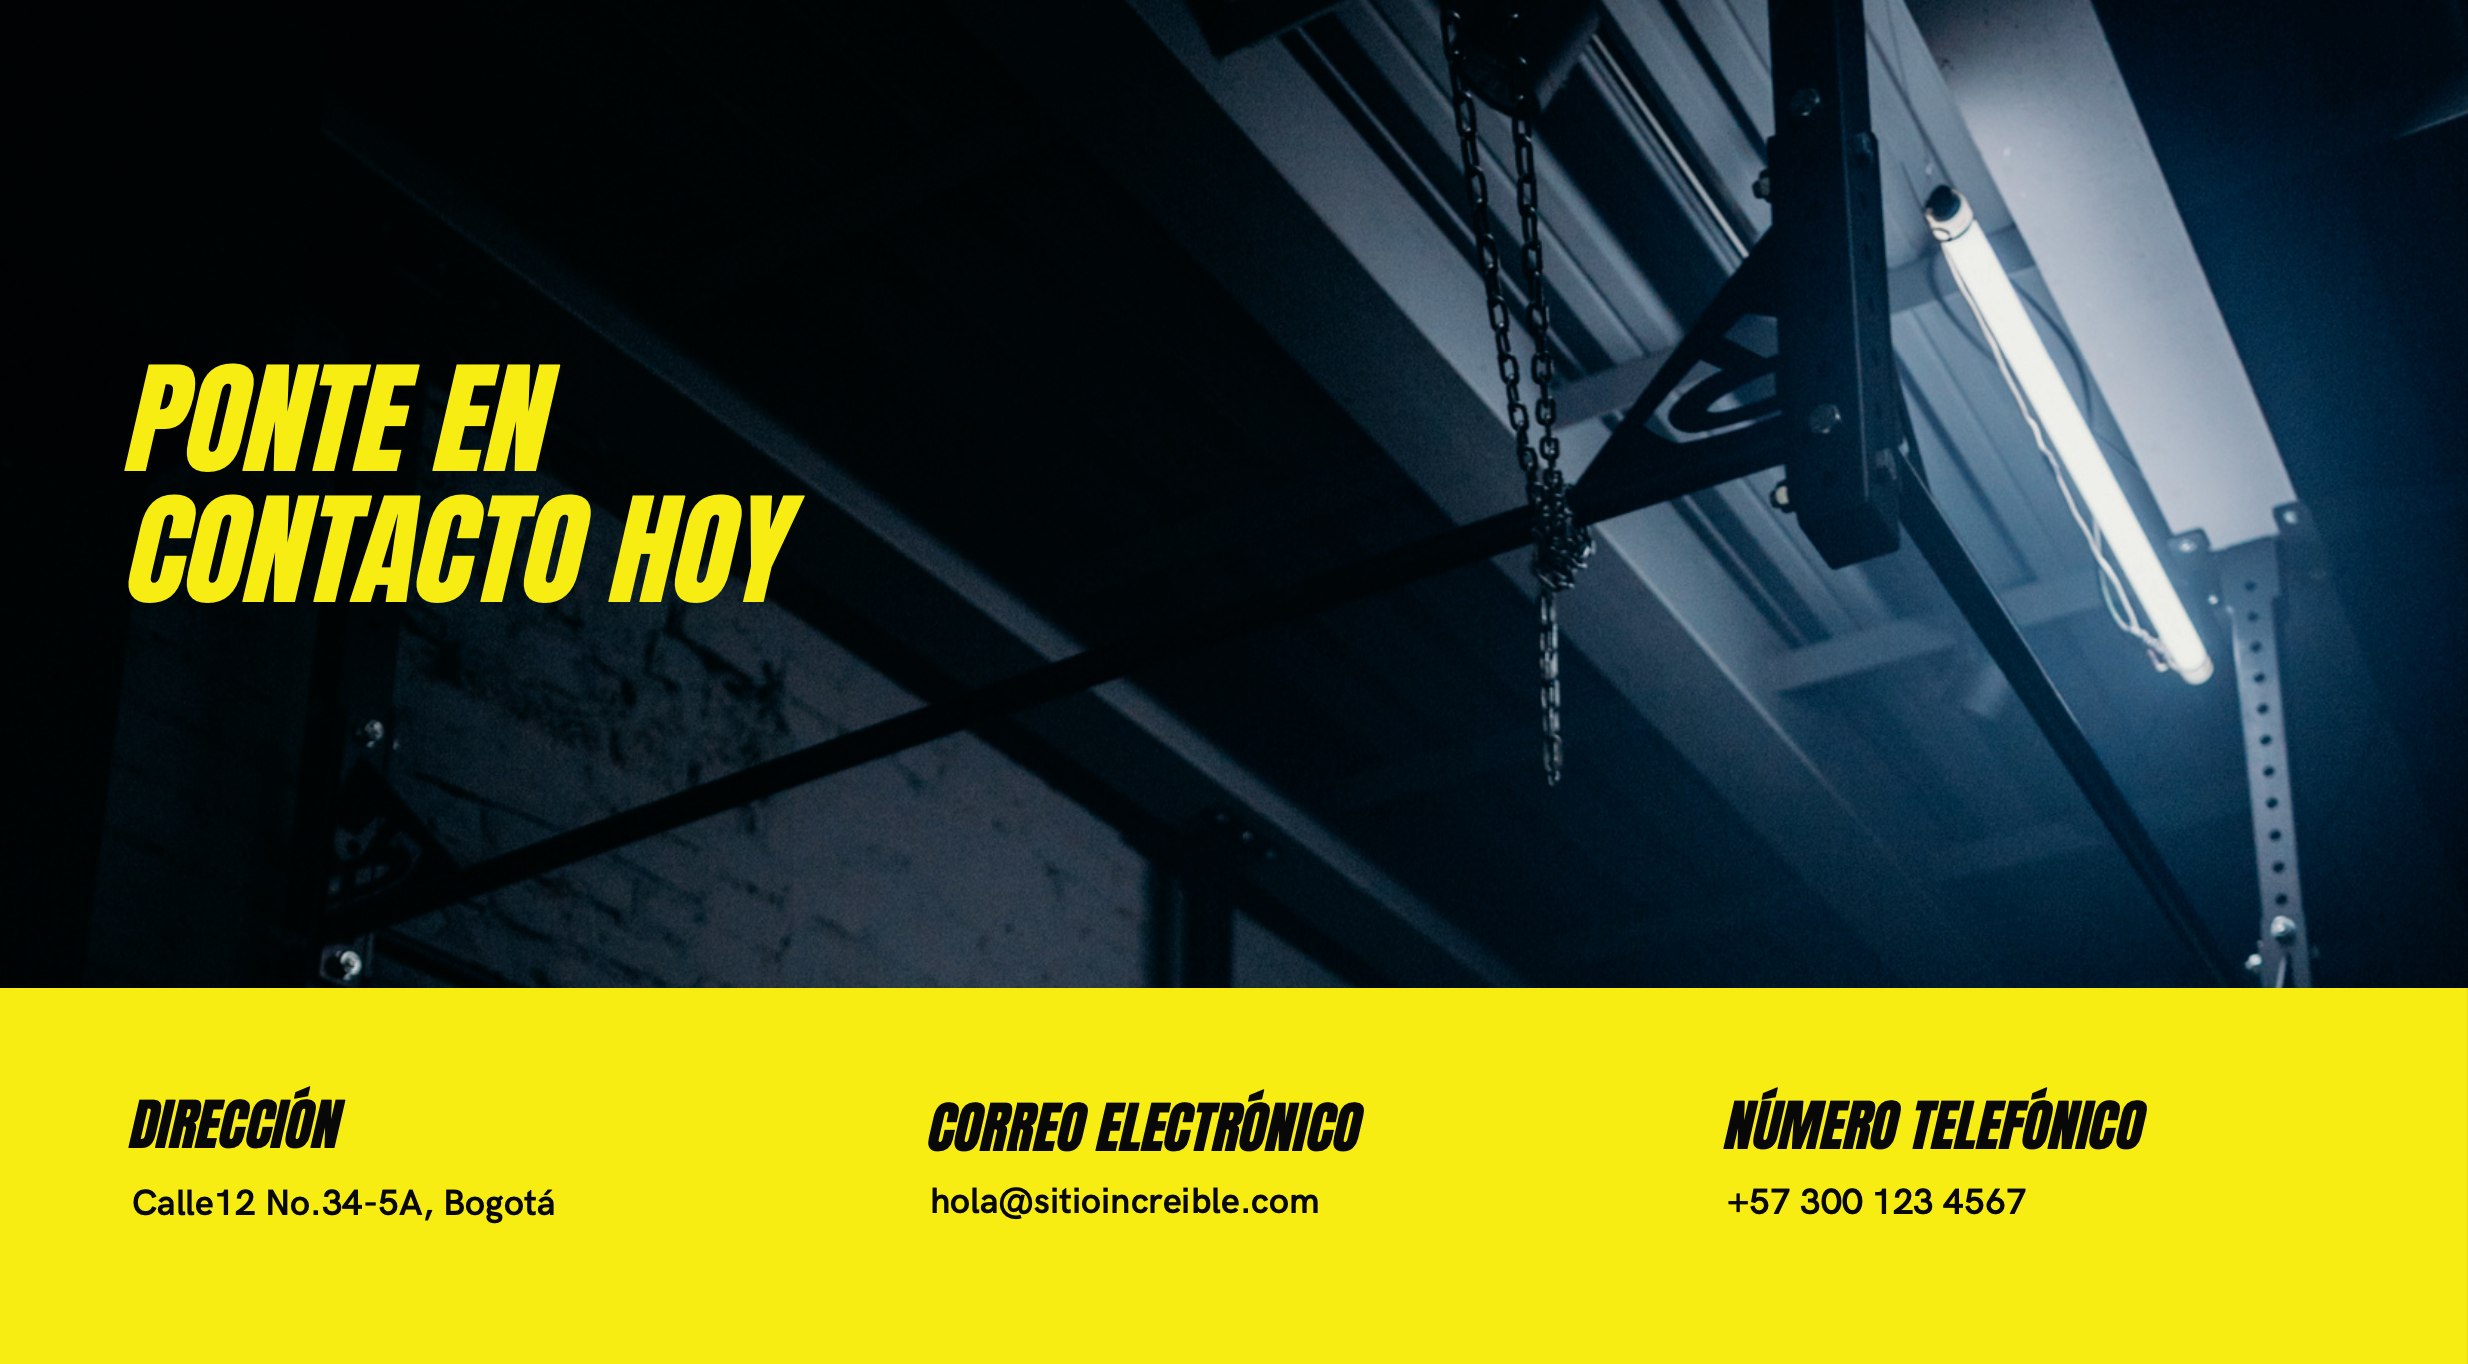 PONTE EN
CONTACTO HOY
DIRECCIÓN
Calle12 No.34-5A, Bogotá
CORREO ELECTRÓNICO
hola@sitioincreible.com
NÚMERO TELEFÓNICO
+57 300 123 4567